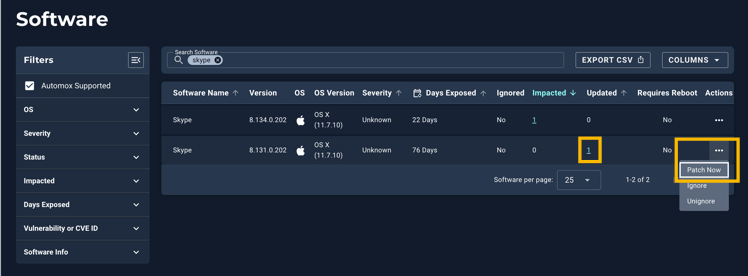 Software
Filters
Automox Supported
OS
Severity
Status
Impacted
Days Exposed
Vulnerability or CVE ID
Software Info
Search Software
skype
EXPORT CSV
COLUMNS
Software Name Version OS OS Version Severity Days Exposed Ignored Impacted Updated Requires Reboot Actions
Skype 8.134.0.202 OS X (11.7.10) Unknown 22 Days No 1 0 No ...
Skype 8.131.0.202 OS X (11.7.10) Unknown 76 Days No 0 1 No ...
Software per page: 25 1-2 of 2
Patch Now
Ignore
Unignore